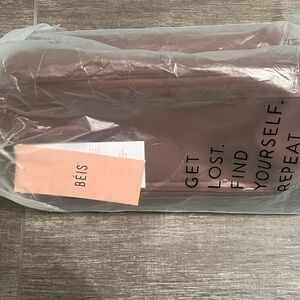 BÉIS
GET
LOST.
FIND
YOURSELF.
REPEAT